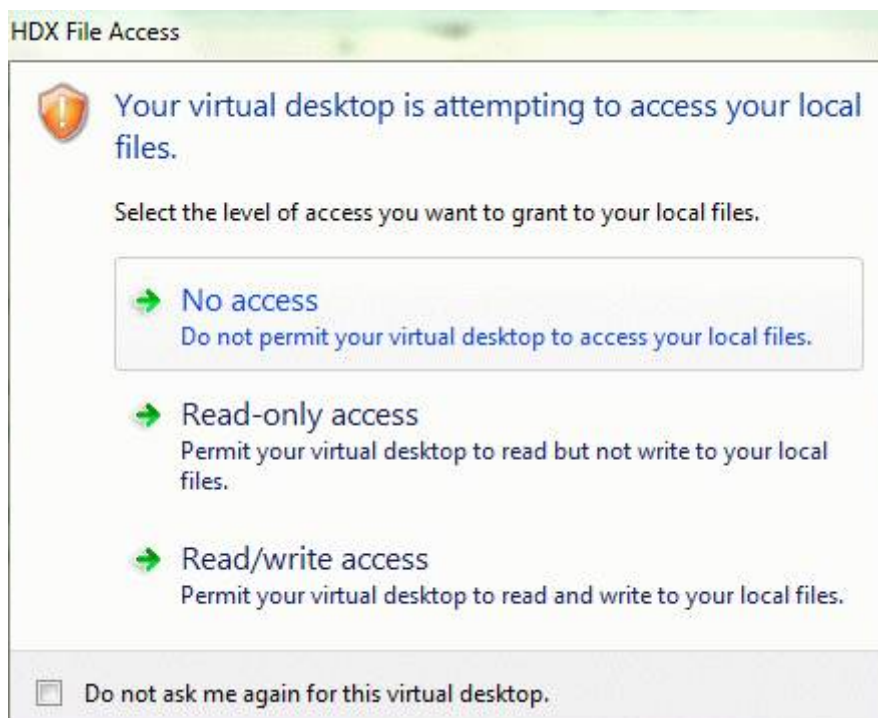 HDX File Access
Your virtual desktop is attempting to access your local
files.
Select the level of access you want to grant to your local files.
No access
Do not permit your virtual desktop to access your local files.
Read-only access
Permit your virtual desktop to read but not write to your local
files.
Read/write access
Permit your virtual desktop to read and write to your local files.
Do not ask me again for this virtual desktop.